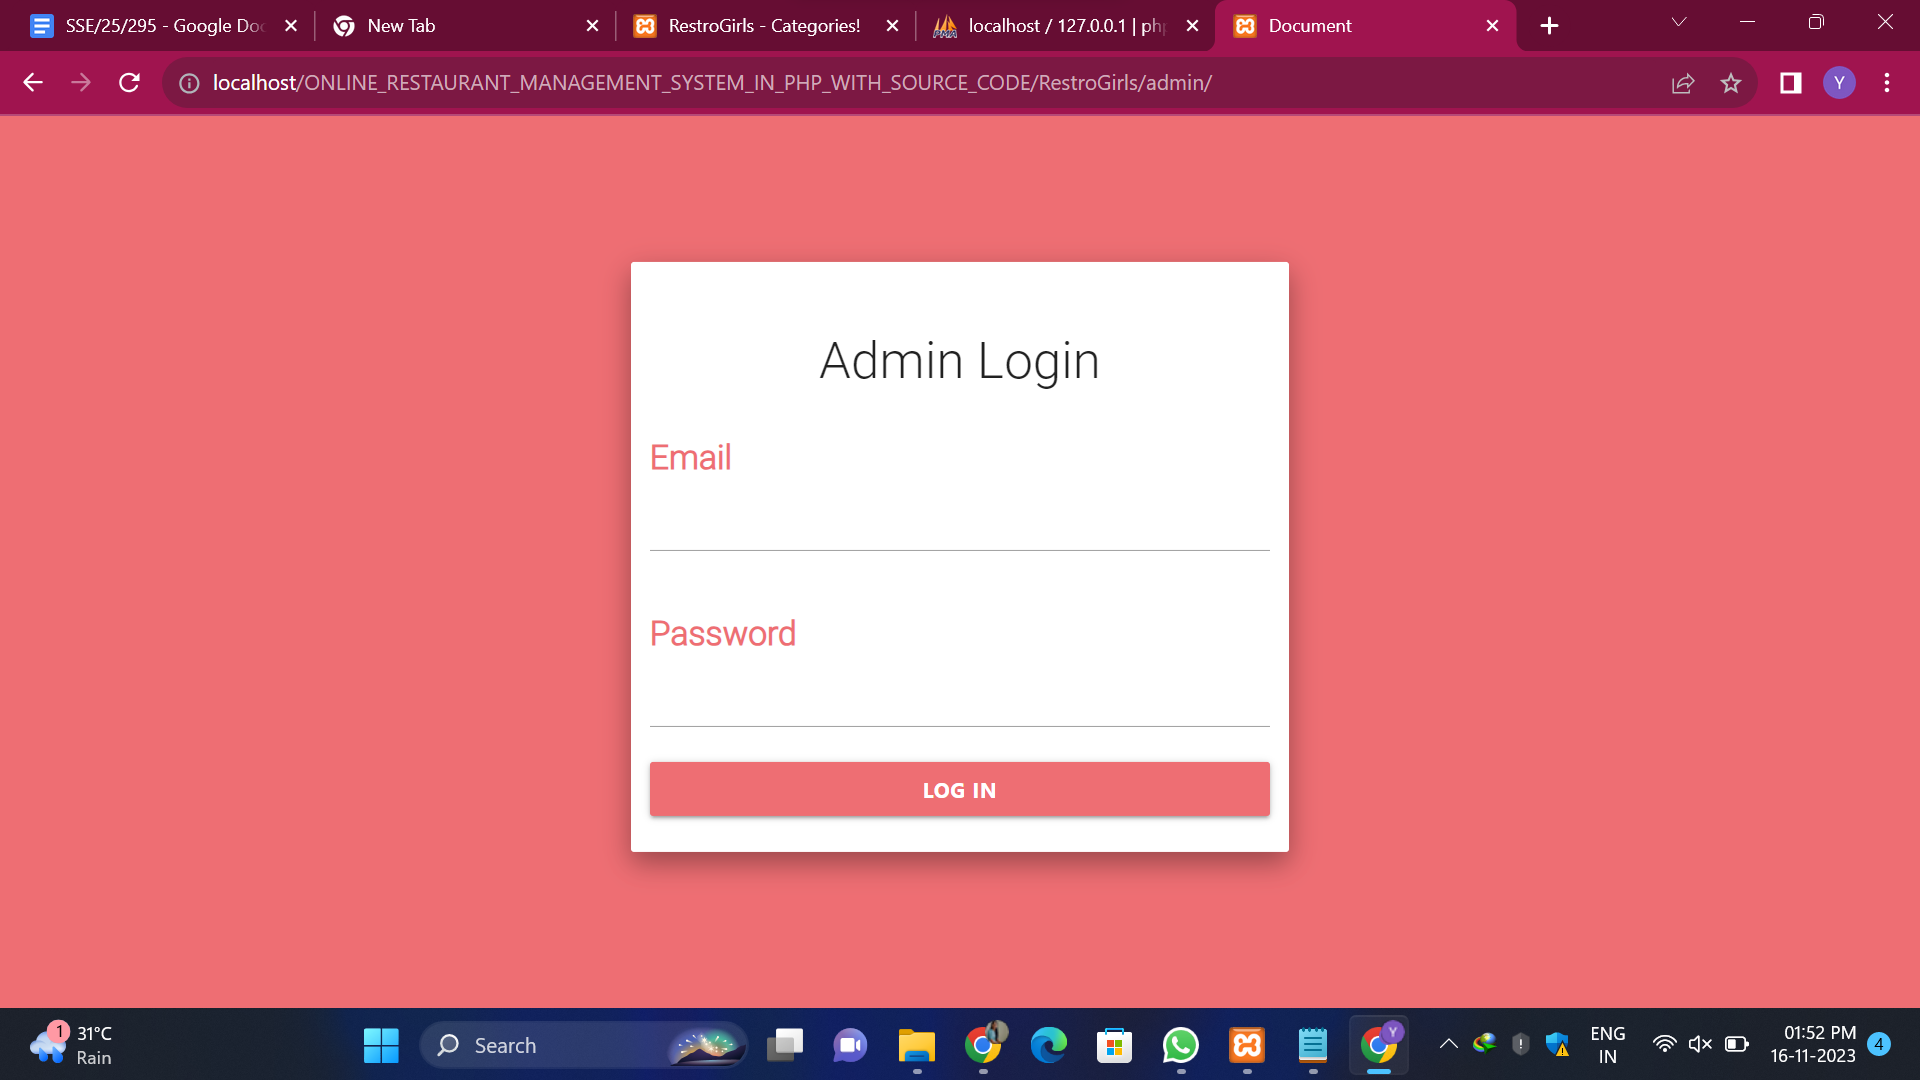 SSE/25/295 - Google Doc
New Tab
RestroGirls - Categories!
localhost / 127.0.0.1 | php
Document
localhost/ONLINE_RESTAURANT_MANAGEMENT_SYSTEM_IN_PHP_WITH_SOURCE_CODE/RestroGirls/admin/
Y
Admin Login
Email
Password
LOG IN
1
31°C
Rain
Search
Y
ENG
IN
01:52 PM
16-11-2023
4